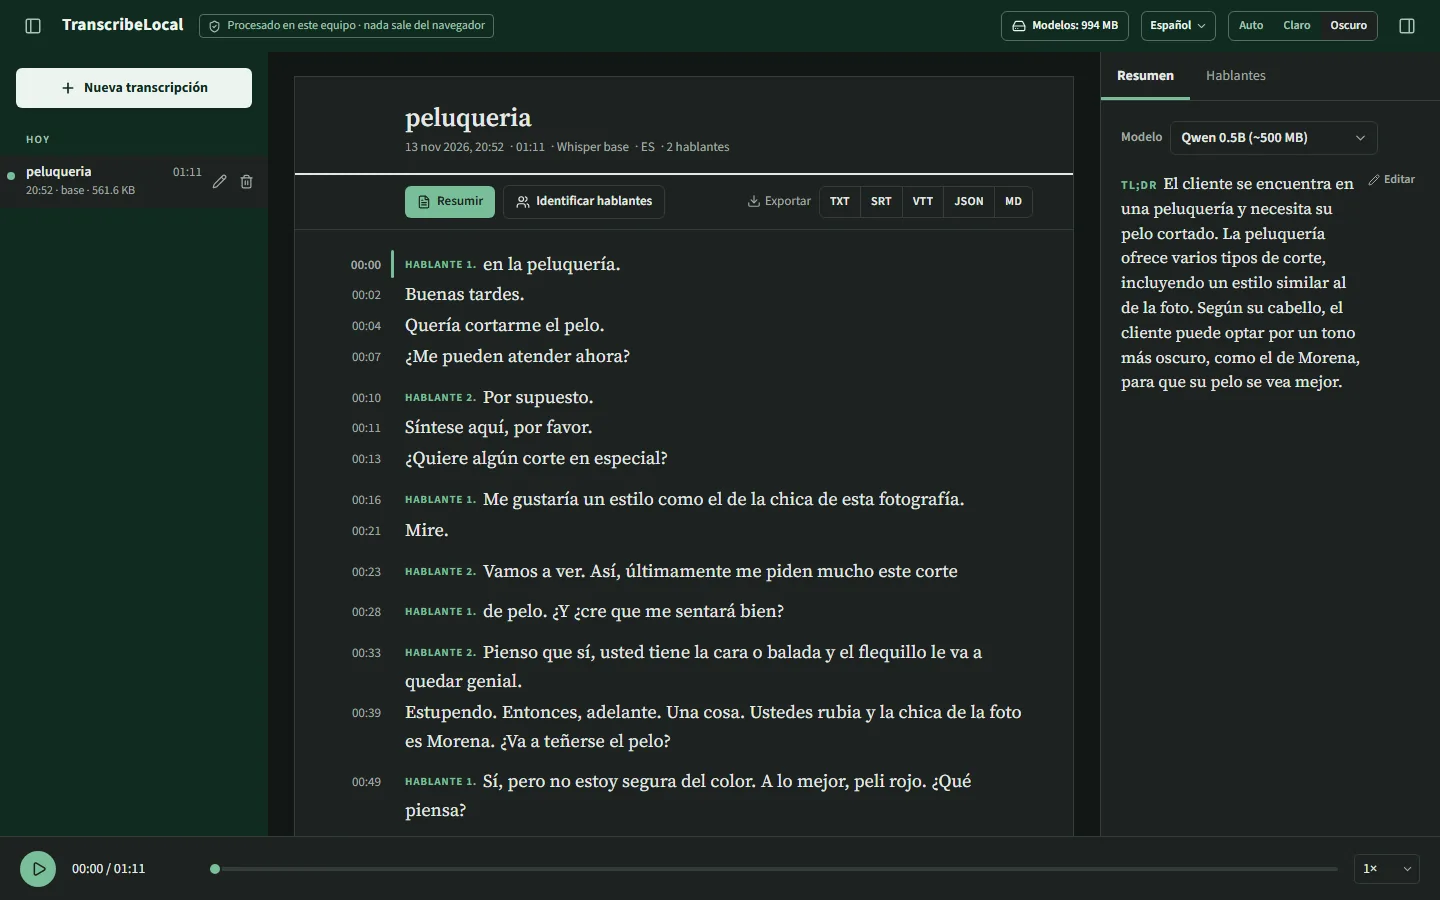 TranscribeLocal
Procesado en este equipo · nada sale del navegador
Modelos: 994 MB
Español
Auto
Claro
Oscuro
Nueva transcripción
HOY
peluqueria
01:11
20:52 · base · 561.6 KB
peluqueria
13 nov 2026, 20:52 · 01:11 · Whisper base · ES · 2 hablantes
Resumir
Identificar hablantes
Exportar
TXT
SRT
VTT
JSON
MD
00:00 HABLANTE 1. en la peluquería.
00:02 Buenas tardes.
00:04 Quería cortarme el pelo.
00:07 ¿Me pueden atender ahora?
00:10 HABLANTE 2. Por supuesto.
00:11 Síntese aquí, por favor.
00:13 ¿Quiere algún corte en especial?
00:16 HABLANTE 1. Me gustaría un estilo como el de la chica de esta fotografía.
00:21 Mire.
00:23 HABLANTE 2. Vamos a ver. Así, últimamente me piden mucho este corte
00:28 HABLANTE 1. de pelo. ¿Y ¿cre que me sentará bien?
00:33 HABLANTE 2. Pienso que sí, usted tiene la cara o balada y el flequillo le va a
quedar genial.
00:39 Estupendo. Entonces, adelante. Una cosa. Ustedes rubia y la chica de la foto
es Morena. ¿Va a teñerse el pelo?
00:49 HABLANTE 1. Sí, pero no estoy segura del color. A lo mejor, peli rojo. ¿Qué
piensa?
Resumen
Hablantes
Modelo
Qwen 0.5B (~500 MB)
TL;DR El cliente se encuentra en
Editar
una peluquería y necesita su
pelo cortado. La peluquería
ofrece varios tipos de corte,
incluyendo un estilo similar al
de la foto. Según su cabello, el
cliente puede optar por un tono
más oscuro, como el de Morena,
para que su pelo se vea mejor.
00:00 / 01:11
1×